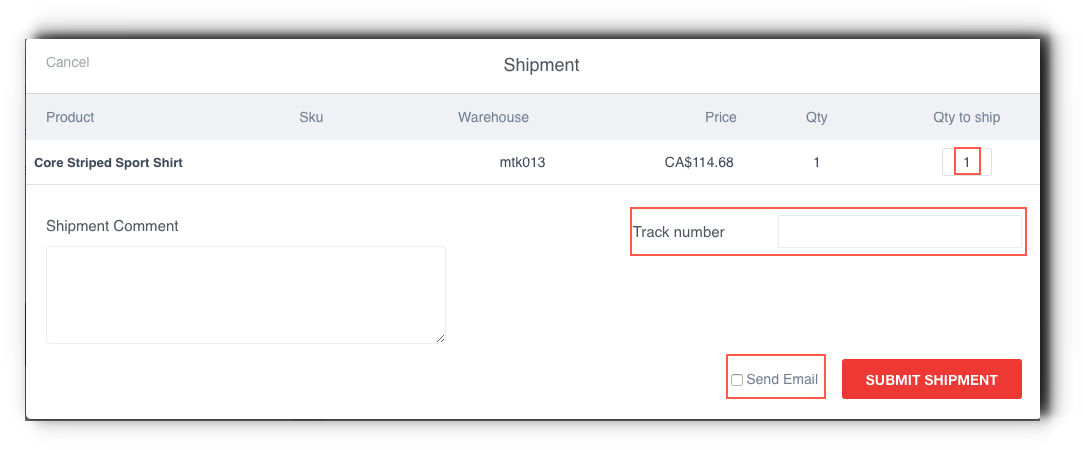 Cancel
Shipment
Product Sku Warehouse Price Qty Qty to ship
Core Striped Sport Shirt mtk013 CA$114.68 1 1
Shipment Comment
Track number
Send Email
SUBMIT SHIPMENT